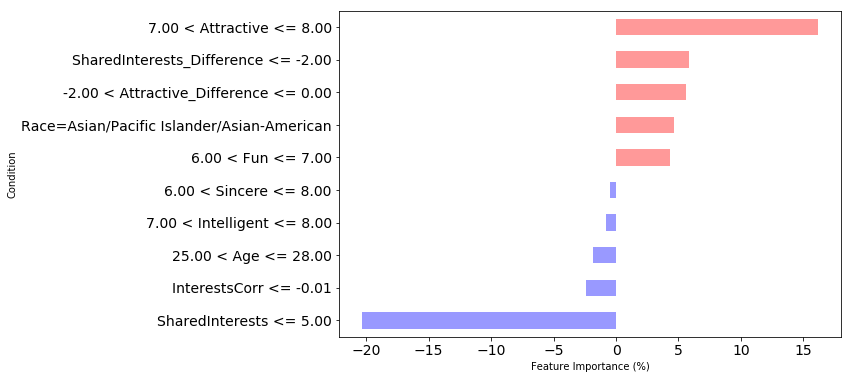 7.00 < Attractive <= 8.00
SharedInterests_Difference <= -2.00
-2.00 < Attractive_Difference <= 0.00
Race=Asian/Pacific Islander/Asian-American
6.00 < Fun <= 7.00
6.00 < Sincere <= 8.00
7.00 < Intelligent <= 8.00
25.00 < Age <= 28.00
InterestsCorr <= -0.01
SharedInterests <= 5.00
Condition
−20 −15 −10 −5 0 5 10 15
Feature Importance (%)